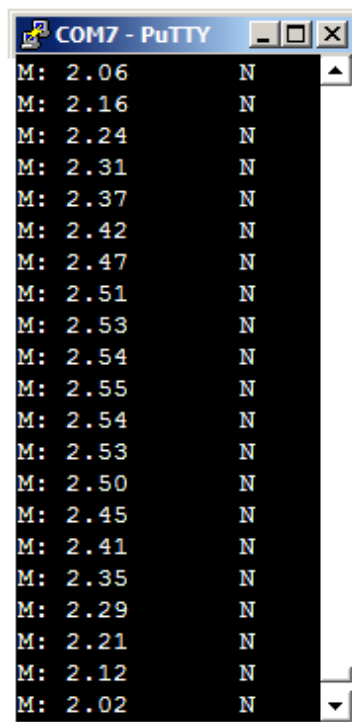 COM7 - PuTTY
M: 2.06 N
M: 2.16 N
M: 2.24 N
M: 2.31 N
M: 2.37 N
M: 2.42 N
M: 2.47 N
M: 2.51 N
M: 2.53 N
M: 2.54 N
M: 2.55 N
M: 2.54 N
M: 2.53 N
M: 2.50 N
M: 2.45 N
M: 2.41 N
M: 2.35 N
M: 2.29 N
M: 2.21 N
M: 2.12 N
M: 2.02 N